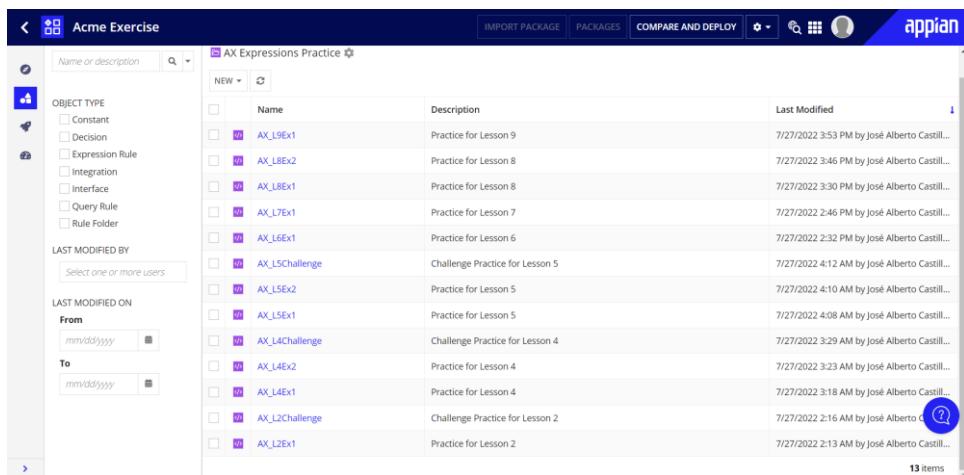 Acme Exercise
IMPORT PACKAGE
PACKAGES
COMPARE AND DEPLOY
appian
Name or description
OBJECT TYPE
Constant
Decision
Expression Rule
Integration
Interface
Query Rule
Rule Folder
LAST MODIFIED BY
Select one or more users
LAST MODIFIED ON
From
mm/dd/yyyy
To
mm/dd/yyyy
AX Expressions Practice
NEW
Name Description Last Modified
AX_L9Ex1 Practice for Lesson 9 7/27/2022 3:53 PM by José Alberto Castill...
AX_L8Ex2 Practice for Lesson 8 7/27/2022 3:46 PM by José Alberto Castill...
AX_L8Ex1 Practice for Lesson 8 7/27/2022 3:30 PM by José Alberto Castill...
AX_L7Ex1 Practice for Lesson 7 7/27/2022 2:46 PM by José Alberto Castill...
AX_L6Ex1 Practice for Lesson 6 7/27/2022 2:32 PM by José Alberto Castill...
AX_L5Challenge Challenge Practice for Lesson 5 7/27/2022 4:12 AM by José Alberto Castill...
AX_L5Ex2 Practice for Lesson 5 7/27/2022 4:10 AM by José Alberto Castill...
AX_L5Ex1 Practice for Lesson 5 7/27/2022 4:08 AM by José Alberto Castill...
AX_L4Challenge Challenge Practice for Lesson 4 7/27/2022 3:29 AM by José Alberto Castill...
AX_L4Ex2 Practice for Lesson 4 7/27/2022 3:23 AM by José Alberto Castill...
AX_L4Ex1 Practice for Lesson 4 7/27/2022 3:18 AM by José Alberto Castill...
AX_L2Challenge Challenge Practice for Lesson 2 7/27/2022 2:16 AM by José Alberto
AX_L2Ex1 Practice for Lesson 2 7/27/2022 2:13 AM by José Alberto Castill...
13 items